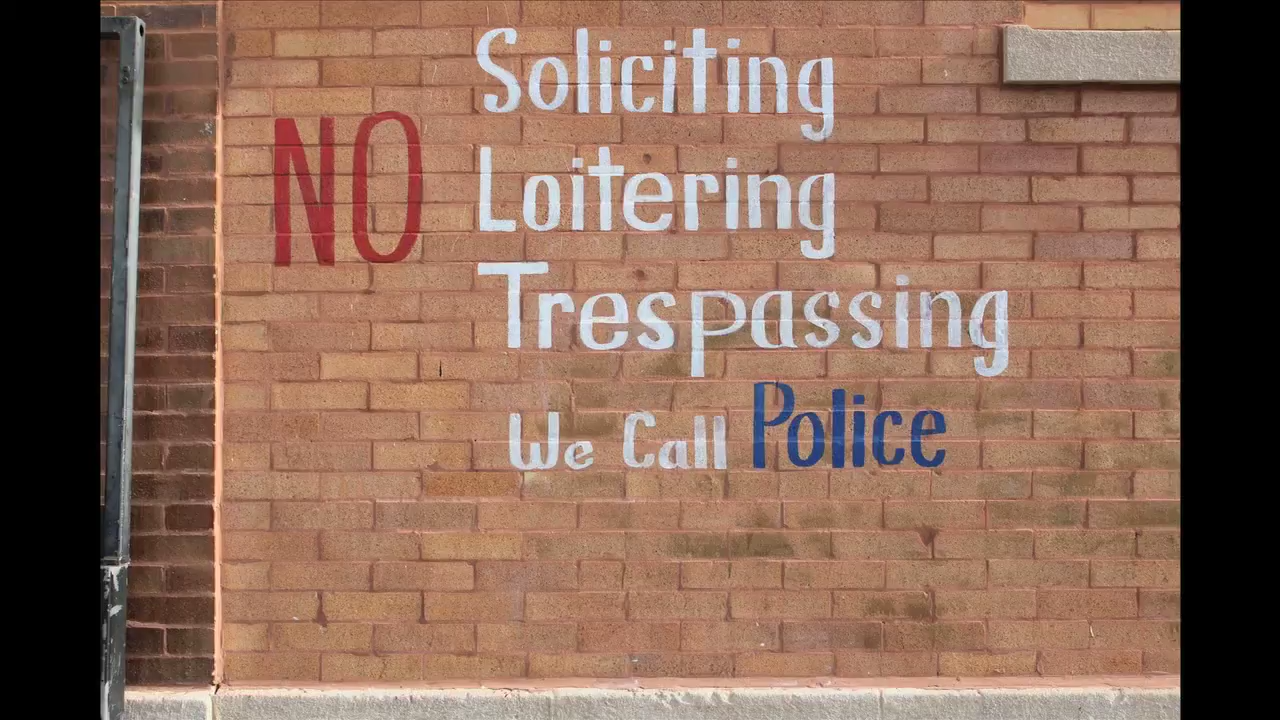 NO
Soliciting
Loitering
Trespassing
We Call Police